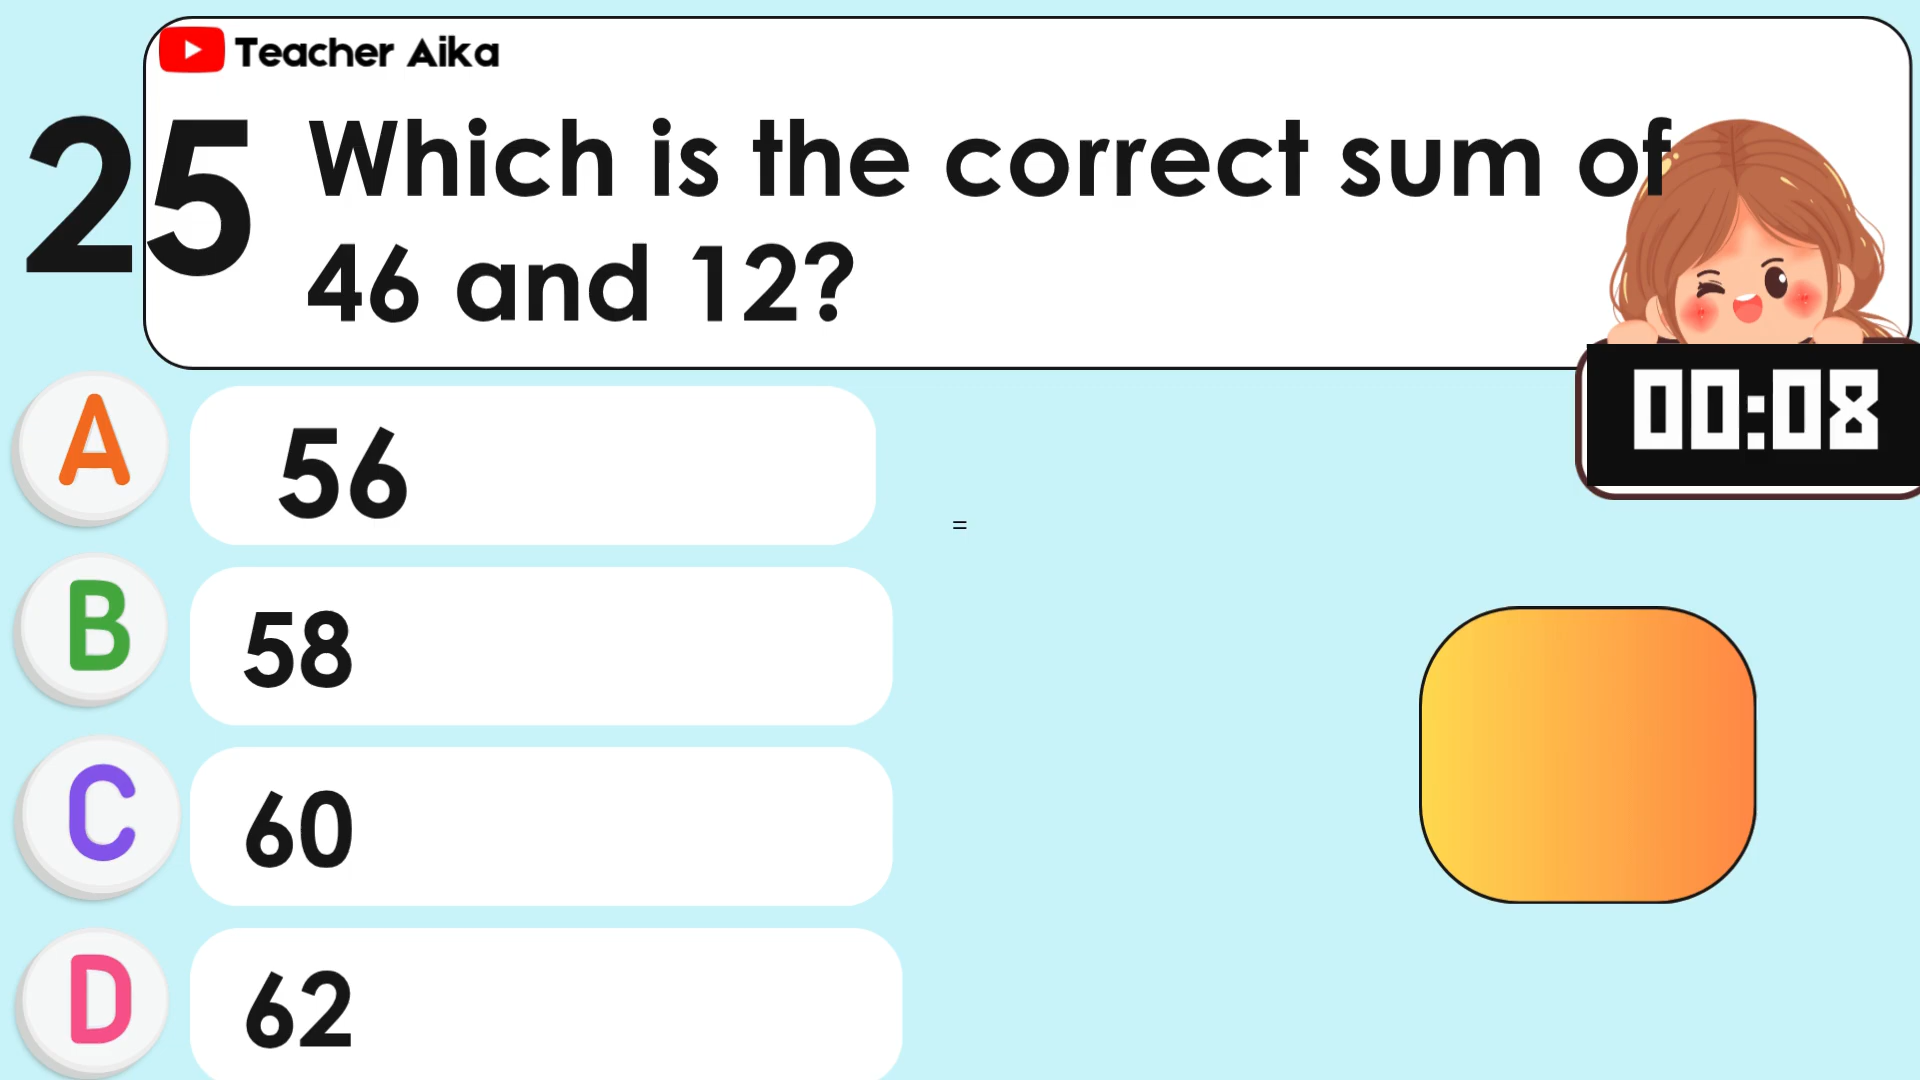 Teacher Aika
25
Which is the correct sum of
46 and 12?
00:08
A
56
=
B
58
C
60
D
62